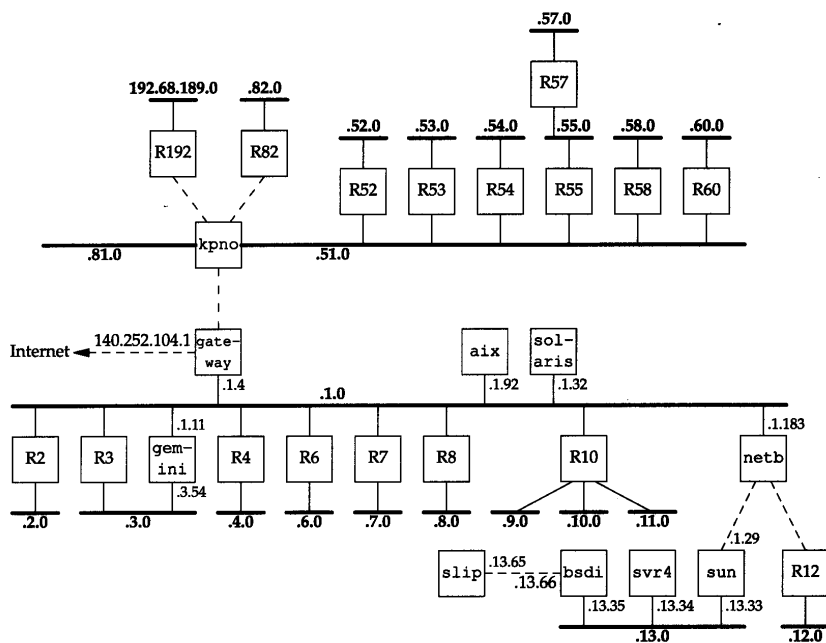 .57.0
R57
192.68.189.0 .82.0
.52.0 .53.0 .54.0 .55.0 .58.0 .60.0
R192 R82
R52 R53 R54 R55 R58 R60
kpno
.81.0 .51.0
140.252.104.1
Internet
gate-
way
aix
sol-
aris
.1.4 .1.92 .1.32
.1.0
.1.11 .1.183
R2 R3
gem-
ini
R4 R6 R7 R8 R10 netb
.3.54
.2.0 .3.0 .4.0 .6.0 .7.0 .8.0 .9.0 .10.0 .11.0
.1.29
slip .13.65
.13.66 bsdi svr4 sun R12
.13.35 .13.34 .13.33
.13.0 .12.0